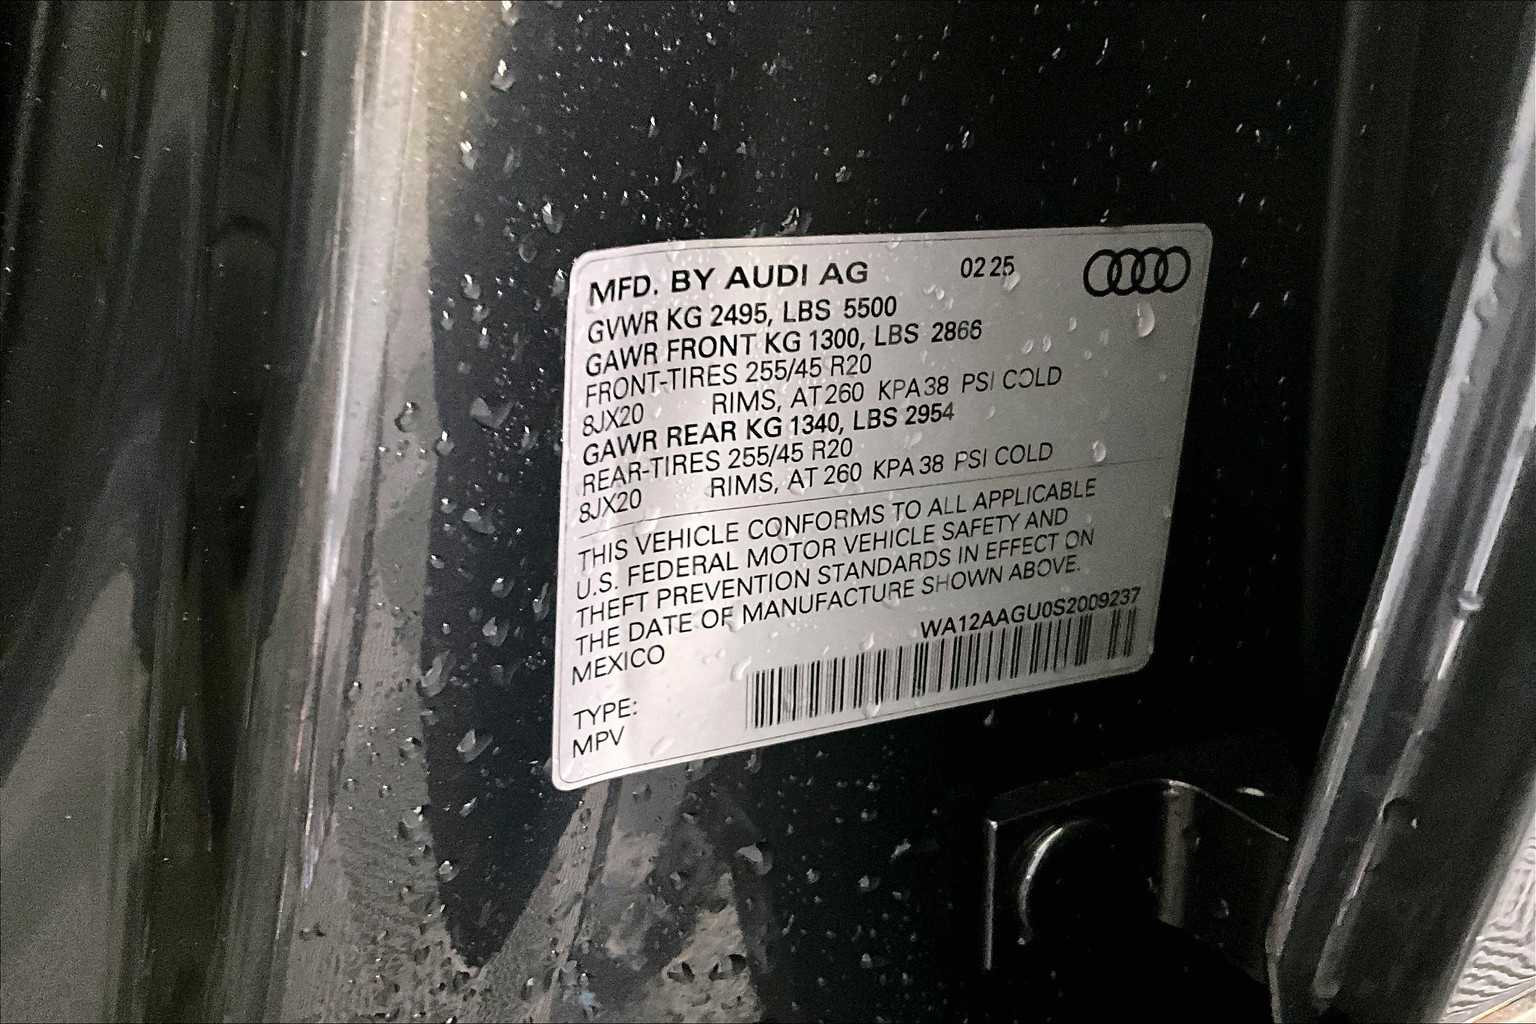 MFD. BY AUDI AG 02 25
GVWR KG 2495, LBS 5500
GAWR FRONT KG 1300, LBS 2866
FRONT-TIRES 255/45 R20
8JX20 RIMS, AT 260 KPA 38 PSI COLD
GAWR REAR KG 1340, LBS 2954
REAR-TIRES 255/45 R20
8JX20 RIMS, AT 260 KPA 38 PSI COLD
THIS VEHICLE CONFORMS TO ALL APPLICABLE
U.S. FEDERAL MOTOR VEHICLE SAFETY AND
THEFT PREVENTION STANDARDS IN EFFECT ON
THE DATE OF MANUFACTURE SHOWN ABOVE.
MEXICO WA12AAGU0S2009237
TYPE:
MPV